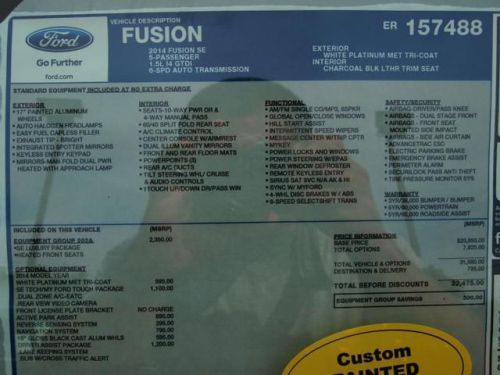 Ford
Go Further
ford.com
VEHICLE DESCRIPTION
FUSION
2014 FUSION SE
5-PASSENGER
1.5L I4 GTDI
6-SPD AUTO TRANSMISSION
ER 157488
EXTERIOR
WHITE PLATINUM MET TRI-COAT
INTERIOR
CHARCOAL BLK LTHR TRIM SEAT
STANDARD EQUIPMENT INCLUDED AT NO EXTRA CHARGE
EXTERIOR
• 17" PAINTED ALUMINUM
WHEELS
• AUTO HALOGEN HEADLAMPS
• EASY FUEL CAPLESS FILLER
• EXHAUST TIP - BRIGHT
• INTEGRATED SPOTTER MIRRORS
• KEYLESS ENTRY KEYPAD
• MIRRORS-MAN FOLD DUAL PWR
HEATED WITH APPROACH LAMP
INTERIOR
• SEATS-10-WAY PWR DR &
4-WAY MANUAL PASS
• 60/40 SPLIT FOLD REAR SEAT
• A/C CLIMATE CONTROL
• CENTER CONSOLE W/ARMREST
• DUAL ILLUM VANITY MIRRORS
• FRONT AND REAR FLOOR MATS
• POWERPOINTS (3)
• REAR A/C DUCTS
• TILT STEERING WHL/ CRUISE
& AUDIO CONTROLS
• 1TOUCH UP/DOWN DR/PASS WIN
FUNCTIONAL
• AM/FM SINGLE CD/MP3, 6SPKR
• GLOBAL OPEN/CLOSE WINDOW
• HILL START ASSIST
• INTERMITTENT SPEED WIPERS
• MESSAGE CENTER W/TRIP CPTR
• MYKEY
• POWER LOCKS AND WINDOWS
• POWER STEERING W/EPAS
• REARWINDOW DEFROSTER
• REMOTE KEYLESS ENTRY
• SIRIUS SAT SVC N/A AK & HI
• SYNC W/ MYFORD
• 4-WHL DISC BRAKES W / ABS
• 6-SPEED SELECTSHIFT TRANS
SAFETY/SECURITY
• AIRBAG DRIVER/PASS KNEE
• AIRBAGS - DUAL STAGE FRONT
• AIRBAGS - FRONT SEAT
MOUNTED SIDE IMPACT
• AIRBAGS - SIDE AIR CURTAIN
• ADVANCETRAC ESC
• ELECTRIC PARKING BRAKE
• EMERGENCY BRAKE ASSIST
• PERIMETER ALARM
• SECURILOCK PASS ANTI THEFT
• TIRE PRESSURE MONITOR SYS
WARRANTY
• 3YR/36,000 BUMPER / BUMPER
• 5YR/60,000 POWERTRAIN
• 5YR/60,000 ROADSIDE ASSIST
INCLUDED ON THIS VEHICLE
(MSRP)
EQUIPMENT GROUP 202A
2,390.00
• SE LUXURY PACKAGE
• HEATED FRONT SEATS
OPTIONAL EQUIPMENT
2014 MODEL YEAR
WHITE PLATINUM MET TRI-COAT 595.00
SE TECH/MY FORD TOUCH PACKAGE 1,100.00
.DUAL ZONE A/C-EATC
.REAR VIEW VIDEO CAMERA
FRONT LICENSE PLATE BRACKET NO CHARGE
ACTIVE PARK ASSIST 895.00
REVERSE SENSING SYSTEM 295.00
NAVIGATION SYSTEM 795.00
18" GLOSS BLACK CAST ALUM WHLS
DRIVER ASSIST PACKAGE 1,200.00
.LANE KEEPING SYSTEM
.BLIS W/CROSS TRAFFIC ALERT
PRICE INFORMATION
(MSRP)
BASE PRICE
TOTAL VEHICLE & OPTIONS
DESTINATION & DELIVERY 795.00
TOTAL BEFORE DISCOUNTS 32,475.00
EQUIPMENT GROUP SAVINGS
Custom